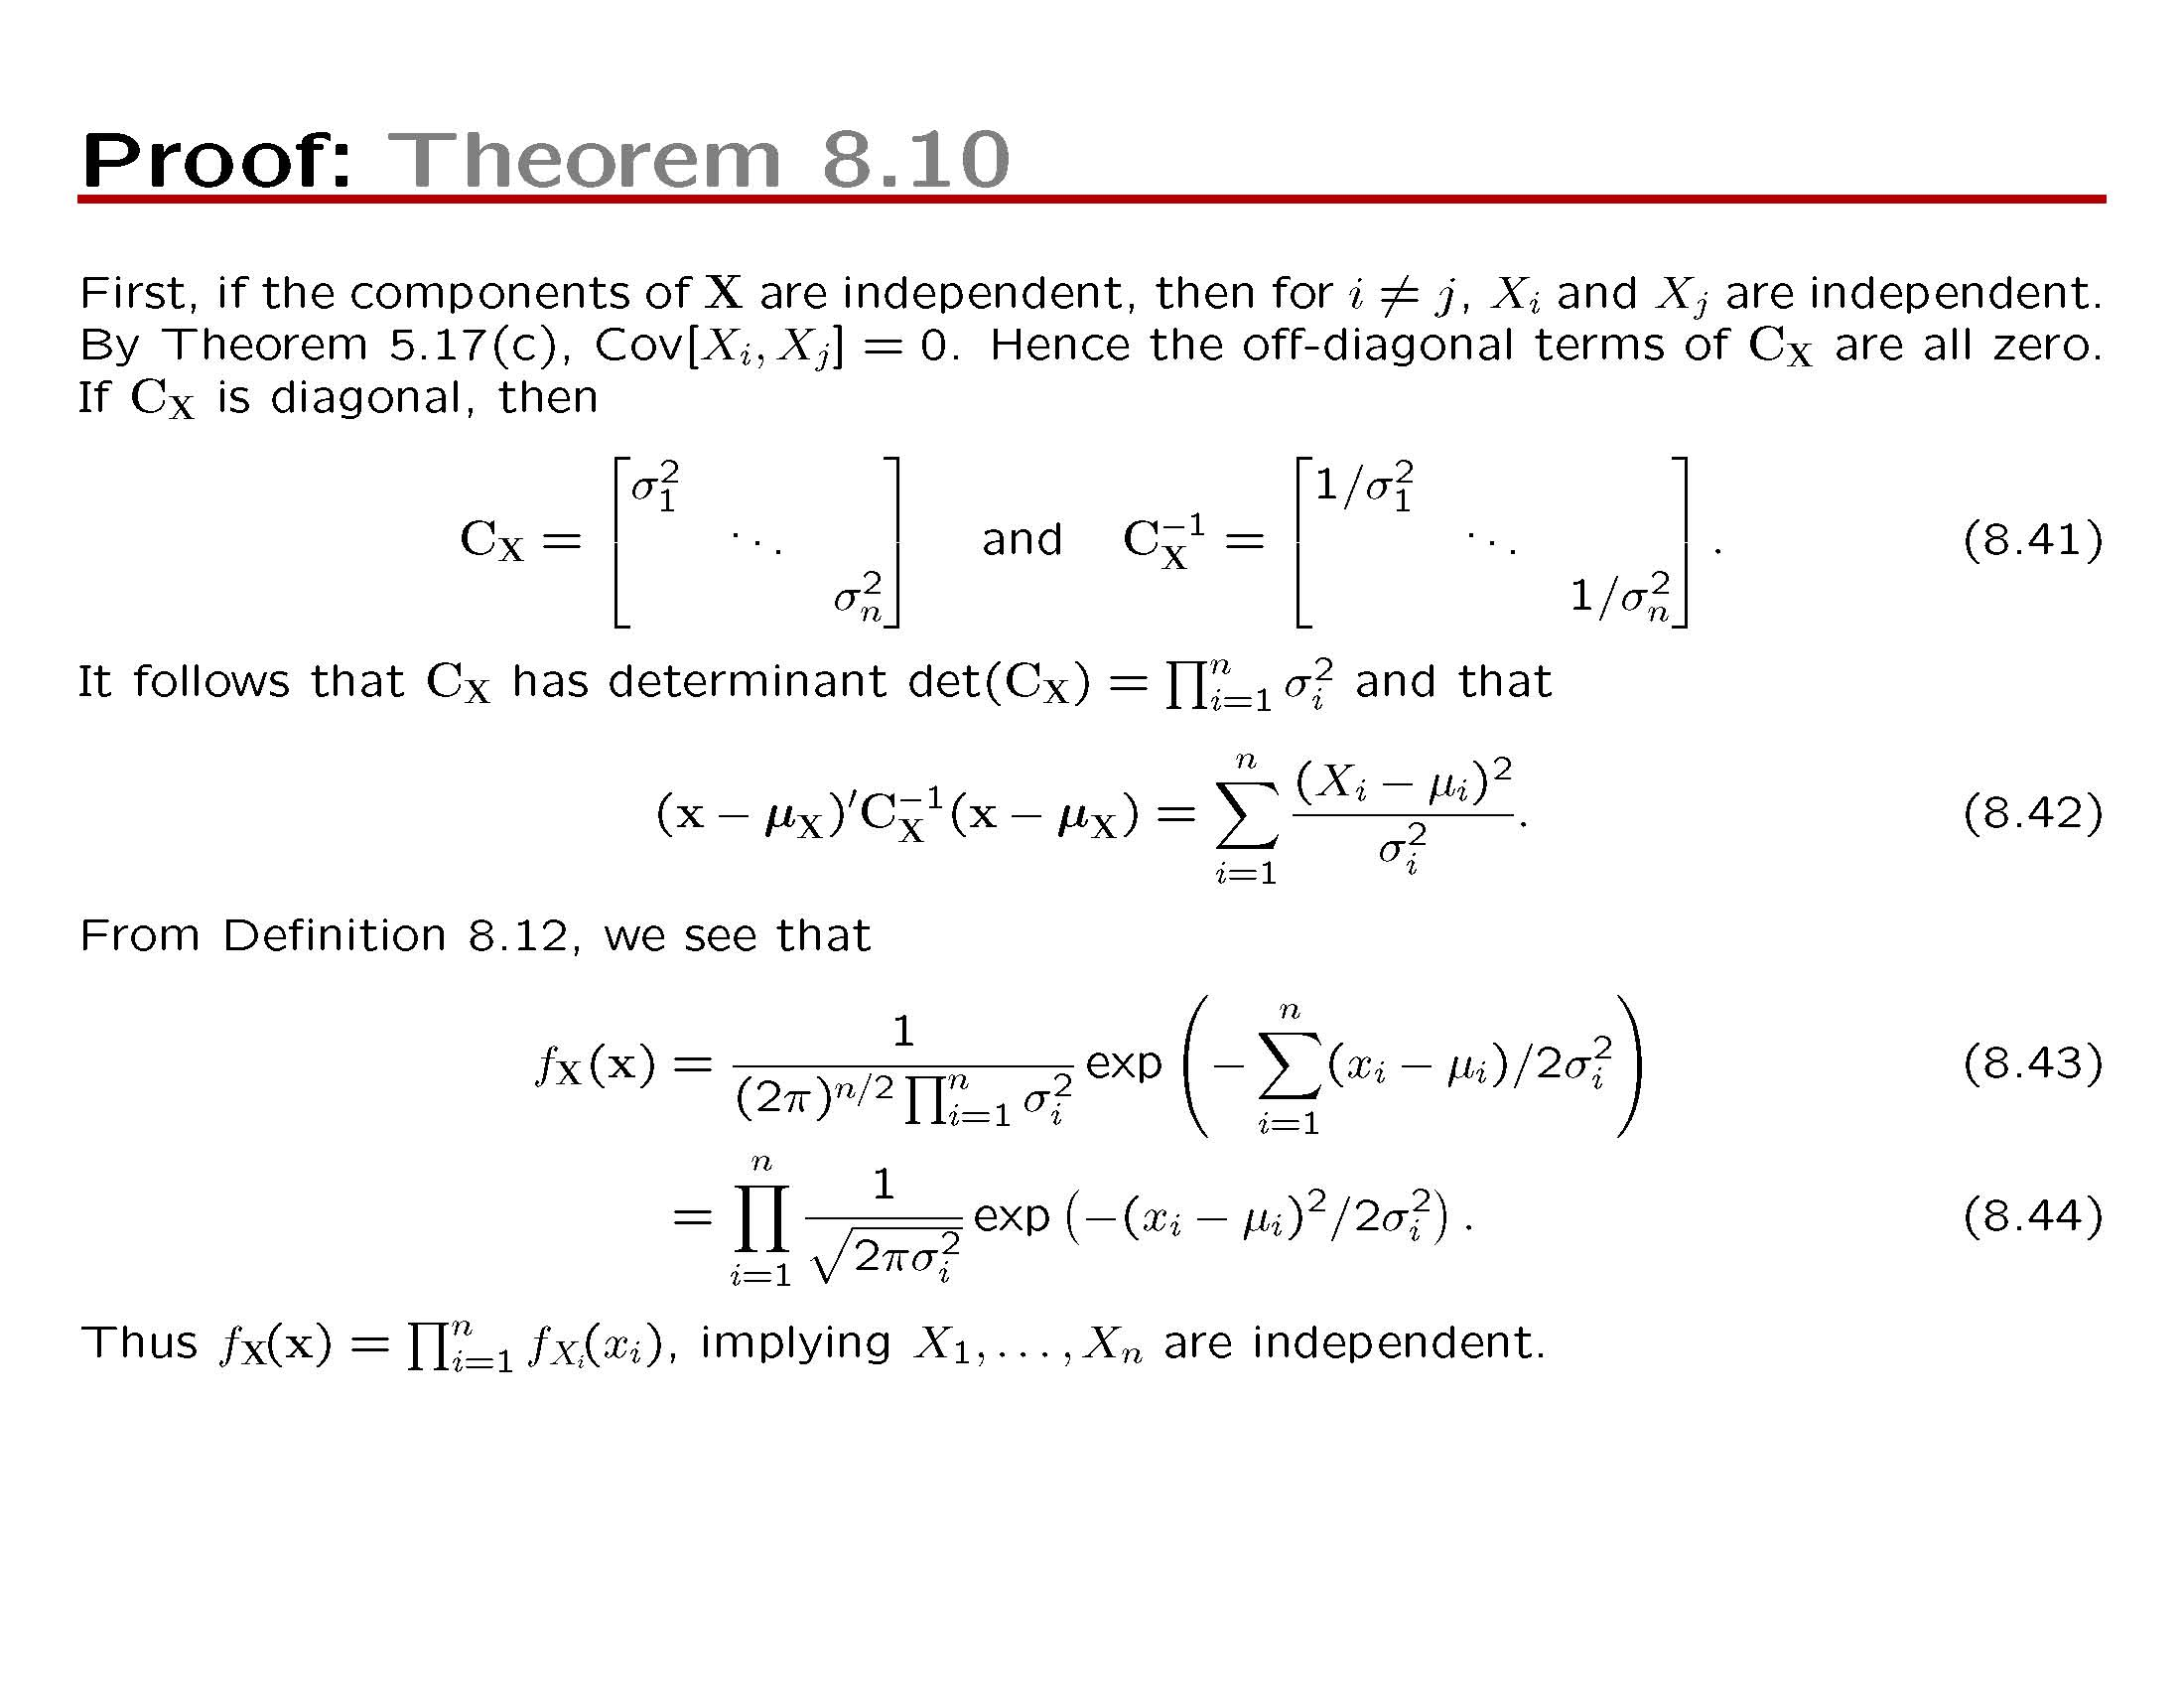 Proof: Theorem 8.10
First, if the components of X are independent, then for i ≠ j, X_i and X_j are independent.
By Theorem 5.17(c), Cov[X_i, X_j] = 0. Hence the off-diagonal terms of C_X are all zero.
If C_X is diagonal, then
C_X = [σ_1^2 ⋱ σ_n^2] and C_X^{-1} = [1/σ_1^2 ⋱ 1/σ_n^2]. (8.41)
It follows that C_X has determinant det(C_X) = ∏_{i=1}^n σ_i^2 and that
(x − μ_X)′C_X^{-1}(x − μ_X) = ∑_{i=1}^n (X_i − μ_i)^2 / σ_i^2. (8.42)
From Definition 8.12, we see that
f_X(x) = 1 / ((2π)^{n/2} ∏_{i=1}^n σ_i^2) exp(− ∑_{i=1}^n (x_i − μ_i)/2σ_i^2) (8.43)
= ∏_{i=1}^n 1/√(2πσ_i^2) exp(−(x_i − μ_i)^2/2σ_i^2). (8.44)
Thus f_X(x) = ∏_{i=1}^n f_{X_i}(x_i), implying X_1, . . . , X_n are independent.